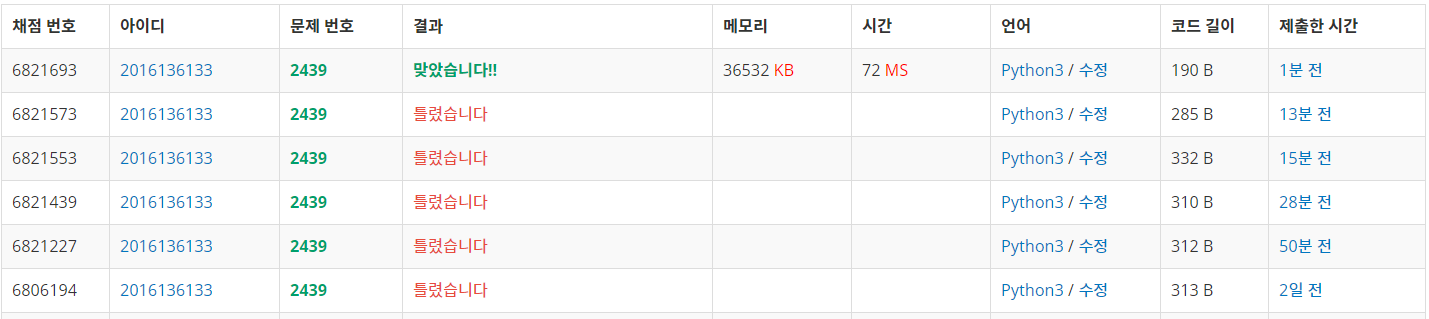 채점 번호 아이디 문제 번호 결과 메모리 시간 언어 코드 길이 제출한 시간
6821693 2016136133 2439 맞았습니다!! 36532 KB 72 MS Python3 / 수정 190 B 1분 전
6821573 2016136133 2439 틀렸습니다 Python3 / 수정 285 B 13분 전
6821553 2016136133 2439 틀렸습니다 Python3 / 수정 332 B 15분 전
6821439 2016136133 2439 틀렸습니다 Python3 / 수정 310 B 28분 전
6821227 2016136133 2439 틀렸습니다 Python3 / 수정 312 B 50분 전
6806194 2016136133 2439 틀렸습니다 Python3 / 수정 313 B 2일 전